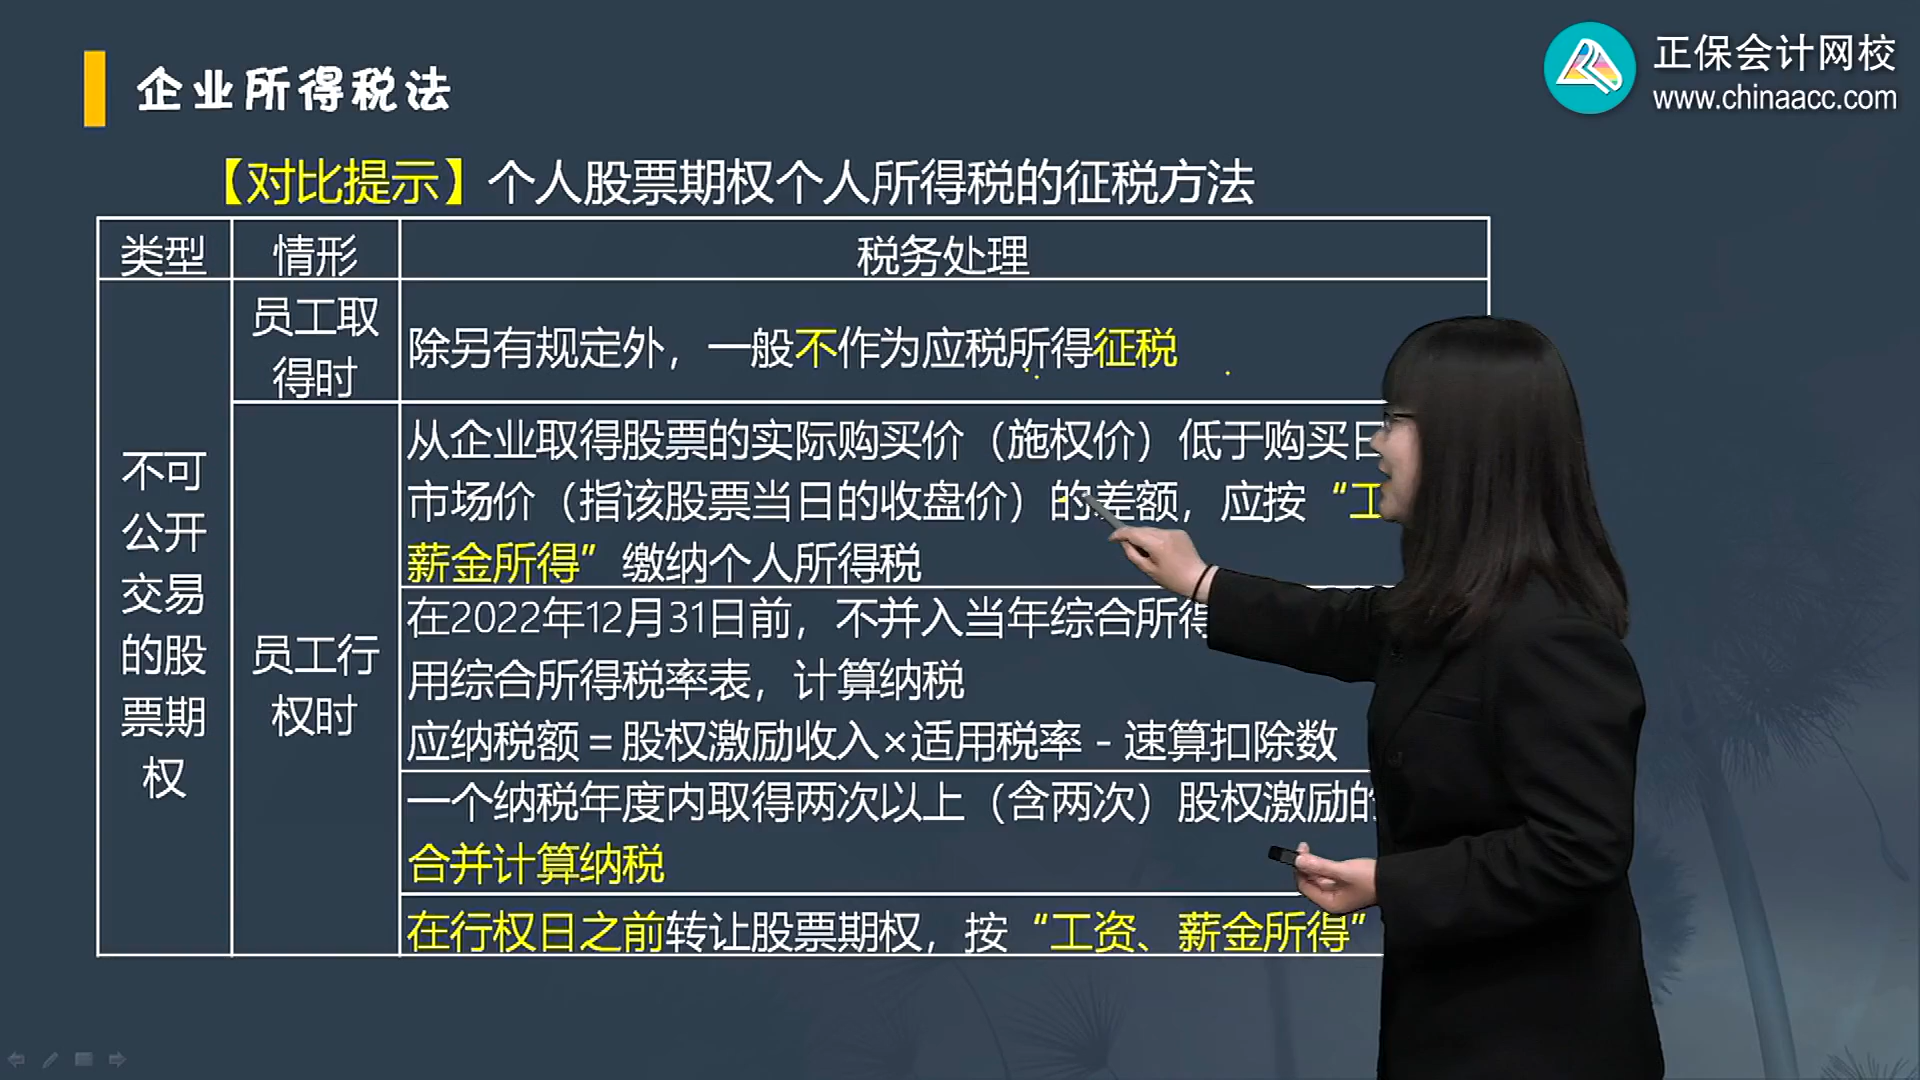 正保会计网校
www.chinaacc.com
企业所得税法
【对比提示】个人股票期权个人所得税的征税方法
类型 情形 税务处理
不可公开交易的股票期权
员工取得时
除另有规定外，一般不作为应税所得征税
员工行权时
从企业取得股票的实际购买价（施权价）低于购买日
市场价（指该股票当日的收盘价）的差额，应按“工
薪金所得”缴纳个人所得税
在2022年12月31日前，不并入当年综合所得
用综合所得税率表，计算纳税
应纳税额＝股权激励收入×适用税率－速算扣除数
一个纳税年度内取得两次以上（含两次）股权激励的
合并计算纳税
在行权日之前转让股票期权，按“工资、薪金所得”